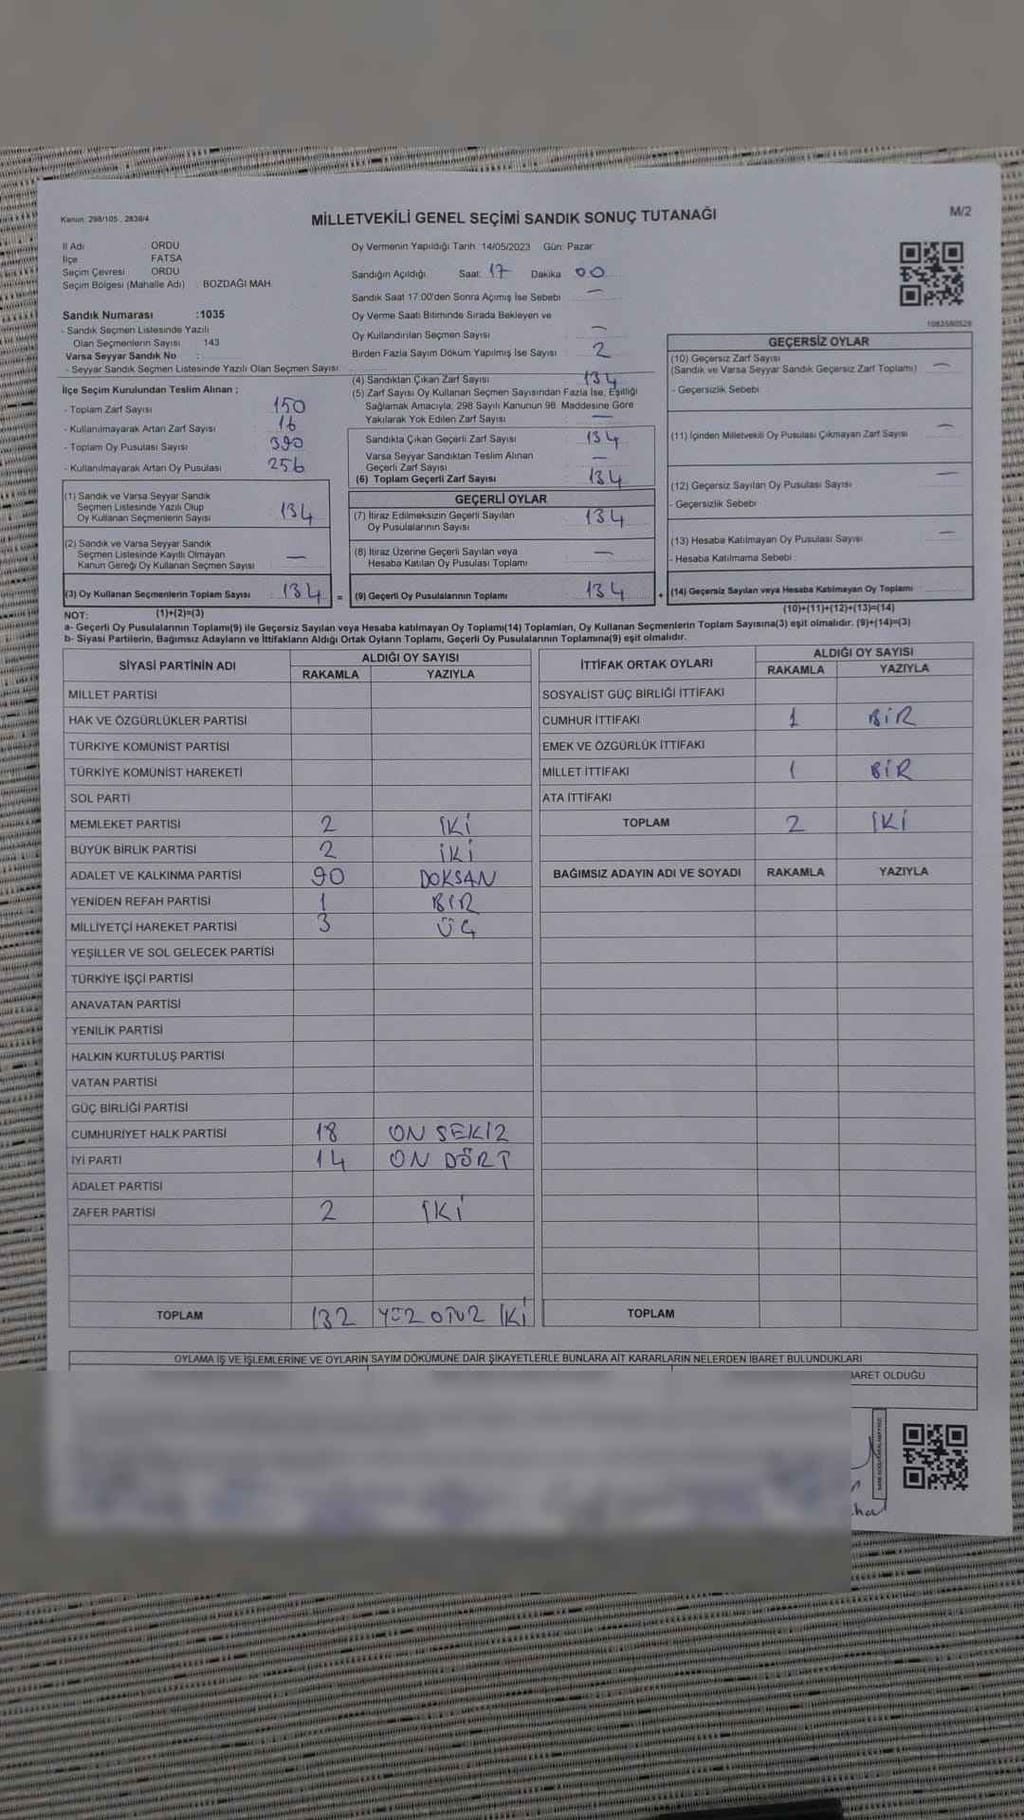 Kanun: 298/105, 2839/4
MİLLETVEKİLİ GENEL SEÇİMİ SANDIK SONUÇ TUTANAĞI
M/2
İl Adı ORDU
İlçe FATSA
Seçim Çevresi ORDU
Seçim Bölgesi (Mahalle Adı) : BOZDAĞI MAH.
Sandık Numarası :1035
- Sandık Seçmen Listesinde Yazılı
Olan Seçmenlerin Sayısı 143
Varsa Seyyar Sandık No :
- Seyyar Sandık Seçmen Listesinde Yazılı Olan Seçmen Sayısı
Oy Vermenin Yapıldığı Tarih: 14/05/2023 Gün: Pazar
Sandığın Açıldığı Saat: 17 Dakika 00
Sandık Saat 17:00'den Sonra Açılmış İse Sebebi —
Oy Verme Saati Bitiminde Sırada Bekleyen ve
Oy Kullandırılan Seçmen Sayısı —
Birden Fazla Sayım Döküm Yapılmış İse Sayısı 2
İlçe Seçim Kurulundan Teslim Alınan ;
- Toplam Zarf Sayısı 150
- Kullanılmayarak Artan Zarf Sayısı 16
- Toplam Oy Pusulası Sayısı 390
- Kullanılmayarak Artan Oy Pusulası 256
(1) Sandık ve Varsa Seyyar Sandık
Seçmen Listesinde Yazılı Olup
Oy Kullanan Seçmenlerin Sayısı 134
(2) Sandık ve Varsa Seyyar Sandık
Seçmen Listesinde Kayıtlı Olmayan
Kanun Gereği Oy Kullanan Seçmen Sayısı —
(3) Oy Kullanan Seçmenlerin Toplam Sayısı 134 =
(4) Sandıktan Çıkan Zarf Sayısı 134
(5) Zarf Sayısı Oy Kullanan Seçmen Sayısından Fazla İse, Eşitliği
Sağlamak Amacıyla, 298 Sayılı Kanunun 98. Maddesine Göre
Yakılarak Yok Edilen Zarf Sayısı —
Sandıkta Çıkan Geçerli Zarf Sayısı 134
Varsa Seyyar Sandıktan Teslim Alınan
Geçerli Zarf Sayısı —
(6) Toplam Geçerli Zarf Sayısı 134
GEÇERLİ OYLAR
(7) İtiraz Edilmeksizin Geçerli Sayılan
Oy Pusulalarının Sayısı 134
(8) İtiraz Üzerine Geçerli Sayılan veya
Hesaba Katılan Oy Pusulası Toplamı —
(9) Geçerli Oy Pusulalarının Toplamı 134 +
GEÇERSİZ OYLAR
(10) Geçersiz Zarf Sayısı
(Sandık ve Varsa Seyyar Sandık Geçersiz Zarf Toplamı) —
- Geçersizlik Sebebi
(11) İçinden Milletvekili Oy Pusulası Çıkmayan Zarf Sayısı —
(12) Geçersiz Sayılan Oy Pusulası Sayısı —
- Geçersizlik Sebebi
(13) Hesaba Katılmayan Oy Pusulası Sayısı —
- Hesaba Katılmama Sebebi :
(14) Geçersiz Sayılan veya Hesaba Katılmayan Oy Toplamı
NOT: (1)+(2)=(3) (10)+(11)+(12)+(13)=(14)
a- Geçerli Oy Pusulalarının Toplamı(9) ile Geçersiz Sayılan veya Hesaba katılmayan Oy Toplamı(14) Toplamları, Oy Kullanan Seçmenlerin Toplam Sayısına(3) eşit olmalıdır. (9)+(14)=(3)
b- Siyasi Partilerin, Bağımsız Adayların ve İttifakların Aldığı Ortak Oyların Toplamı, Geçerli Oy Pusulalarının Toplamına(9) eşit olmalıdır.
SİYASİ PARTİNİN ADI ALDIĞI OY SAYISI
RAKAMLA YAZIYLA
MİLLET PARTİSİ
HAK VE ÖZGÜRLÜKLER PARTİSİ
TÜRKİYE KOMÜNİST PARTİSİ
TÜRKİYE KOMÜNİST HAREKETİ
SOL PARTİ
MEMLEKET PARTİSİ 2 İKİ
BÜYÜK BİRLİK PARTİSİ 2 İKİ
ADALET VE KALKINMA PARTİSİ 90 DOKSAN
YENİDEN REFAH PARTİSİ 1 BİR
MİLLİYETÇİ HAREKET PARTİSİ 3 ÜÇ
YEŞİLLER VE SOL GELECEK PARTİSİ
TÜRKİYE İŞÇİ PARTİSİ
ANAVATAN PARTİSİ
YENİLİK PARTİSİ
HALKIN KURTULUŞ PARTİSİ
VATAN PARTİSİ
GÜÇ BİRLİĞİ PARTİSİ
CUMHURİYET HALK PARTİSİ 18 ON SEKİZ
İYİ PARTİ 14 ON DÖRT
ADALET PARTİSİ
ZAFER PARTİSİ 2 İKİ
TOPLAM 132 YÜZ OTUZ İKİ
İTTİFAK ORTAK OYLARI ALDIĞI OY SAYISI
RAKAMLA YAZIYLA
SOSYALİST GÜÇ BİRLİĞİ İTTİFAKI
CUMHUR İTTİFAKI 1 BİR
EMEK VE ÖZGÜRLÜK İTTİFAKI
MİLLET İTTİFAKI 1 BİR
ATA İTTİFAKI
TOPLAM 2 İKİ
BAĞIMSIZ ADAYIN ADI VE SOYADI RAKAMLA YAZIYLA
TOPLAM
OYLAMA İŞ VE İŞLEMLERİNE VE OYLARIN SAYIM DÖKÜMÜNE DAİR ŞİKAYETLERLE BUNLARA AİT KARARLARIN NELERDEN İBARET BULUNDUKLARI
BARET OLDUĞU